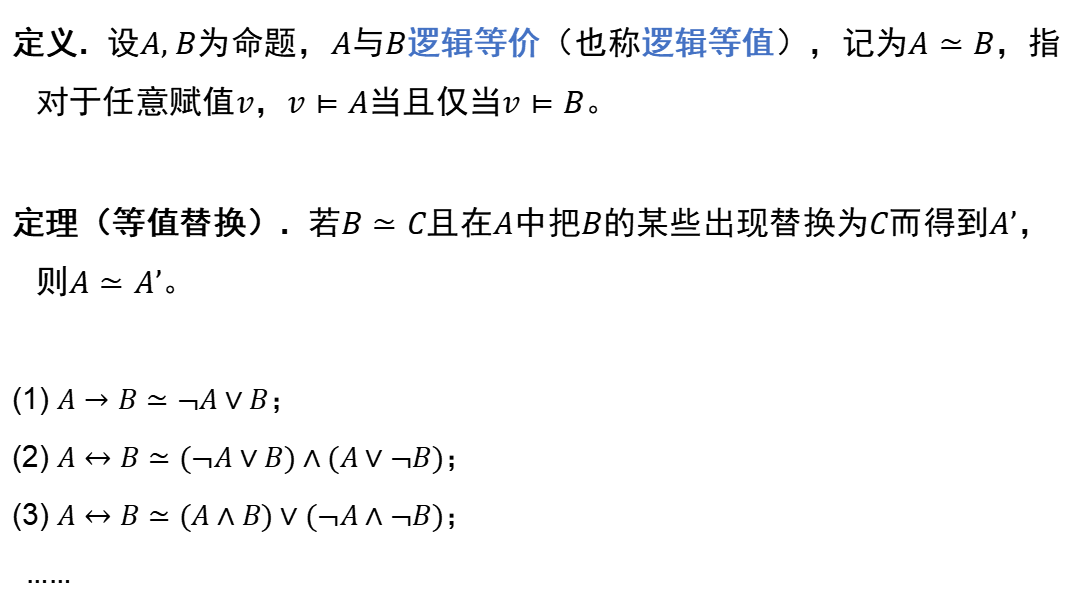 定义. 设A, B为命题，A与B逻辑等价（也称逻辑等值），记为A ≃ B，指
对于任意赋值v，v ⊨ A当且仅当v ⊨ B。
定理（等值替换）. 若B ≃ C且在A中把B的某些出现替换为C而得到A’，
则A ≃ A’。
(1) A → B ≃ ¬A ∨ B；
(2) A ↔ B ≃ (¬A ∨ B) ∧ (A ∨ ¬B)；
(3) A ↔ B ≃ (A ∧ B) ∨ (¬A ∧ ¬B)；
……